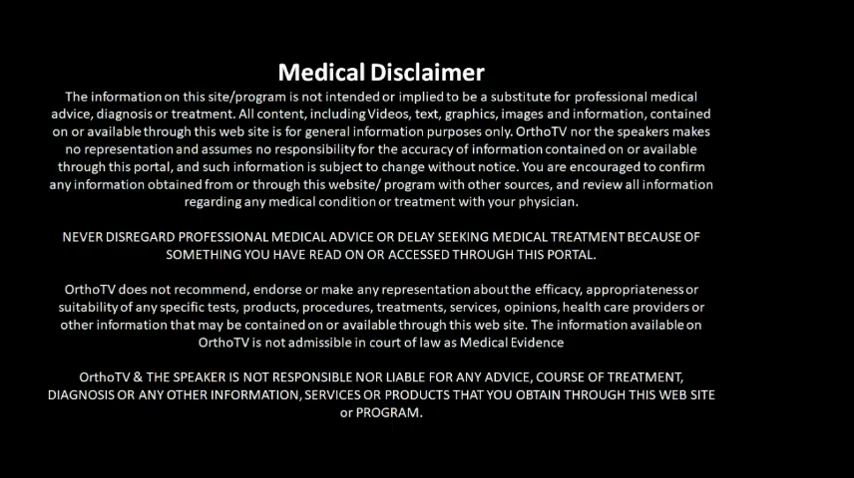 Medical Disclaimer
The information on this site/program is not intended or implied to be a substitute for professional medical
advice, diagnosis or treatment. All content, including Videos, text, graphics, images and information, contained
on or available through this web site is for general information purposes only. OrthoTV nor the speakers makes
no representation and assumes no responsibility for the accuracy of information contained on or available
through this portal, and such information is subject to change without notice. You are encouraged to confirm
any information obtained from or through this website/ program with other sources, and review all information
regarding any medical condition or treatment with your physician.
NEVER DISREGARD PROFESSIONAL MEDICAL ADVICE OR DELAY SEEKING MEDICAL TREATMENT BECAUSE OF
SOMETHING YOU HAVE READ ON OR ACCESSED THROUGH THIS PORTAL.
OrthoTV does not recommend, endorse or make any representation about the efficacy, appropriateness or
suitability of any specific tests, products, procedures, treatments, services, opinions, health care providers or
other information that may be contained on or available through this web site. The information available on
OrthoTV is not admissible in court of law as Medical Evidence
OrthoTV & THE SPEAKER IS NOT RESPONSIBLE NOR LIABLE FOR ANY ADVICE, COURSE OF TREATMENT,
DIAGNOSIS OR ANY OTHER INFORMATION, SERVICES OR PRODUCTS THAT YOU OBTAIN THROUGH THIS WEB SITE
or PROGRAM.